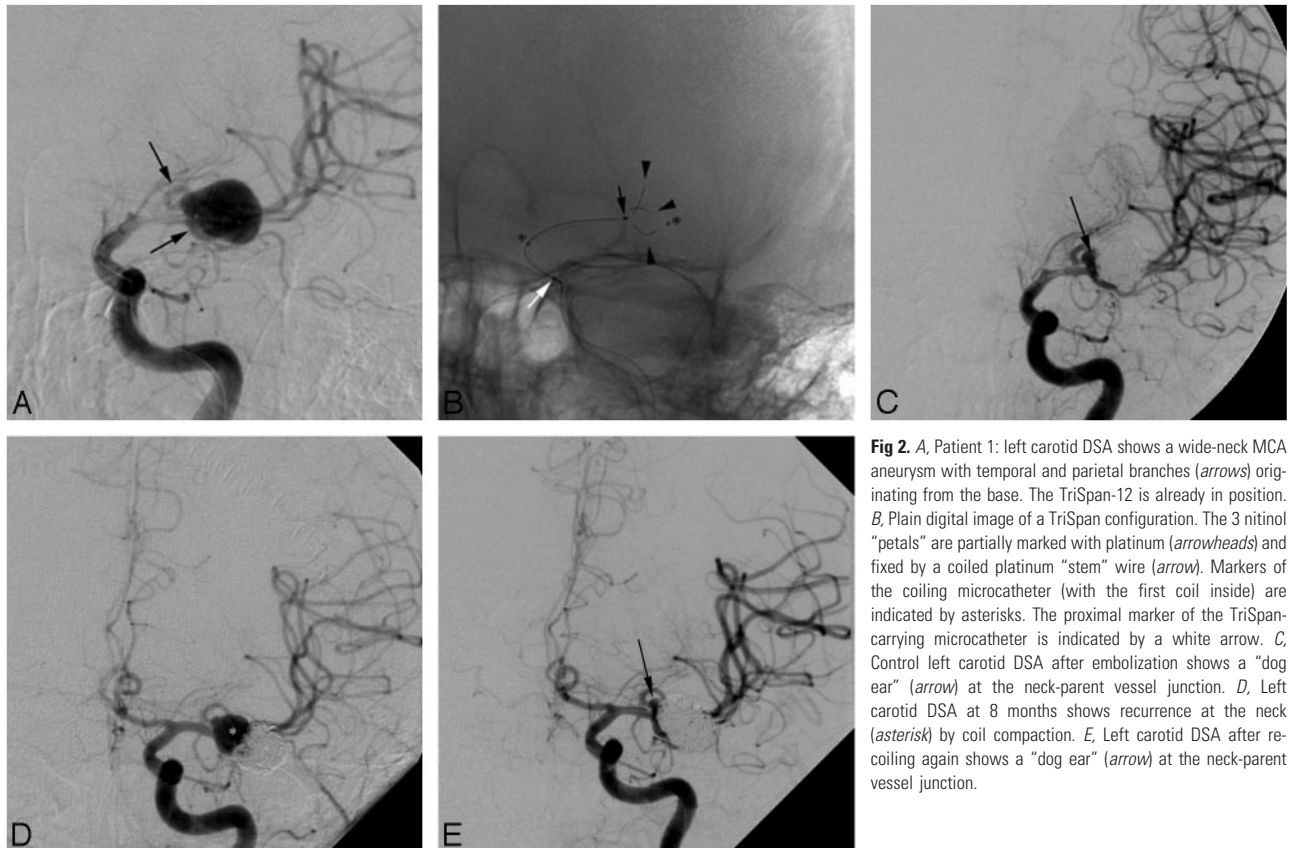 A
B
C
D
E
Fig 2. A, Patient 1: left carotid DSA shows a wide-neck MCA
aneurysm with temporal and parietal branches (arrows) orig-
inating from the base. The TriSpan-12 is already in position.
B, Plain digital image of a TriSpan configuration. The 3 nitinol
“petals” are partially marked with platinum (arrowheads) and
fixed by a coiled platinum “stem” wire (arrow). Markers of
the coiling microcatheter (with the first coil inside) are
indicated by asterisks. The proximal marker of the TriSpan-
carrying microcatheter is indicated by a white arrow. C,
Control left carotid DSA after embolization shows a “dog
ear” (arrow) at the neck-parent vessel junction. D, Left
carotid DSA at 8 months shows recurrence at the neck
(asterisk) by coil compaction. E, Left carotid DSA after re-
coiling again shows a “dog ear” (arrow) at the neck-parent
vessel junction.